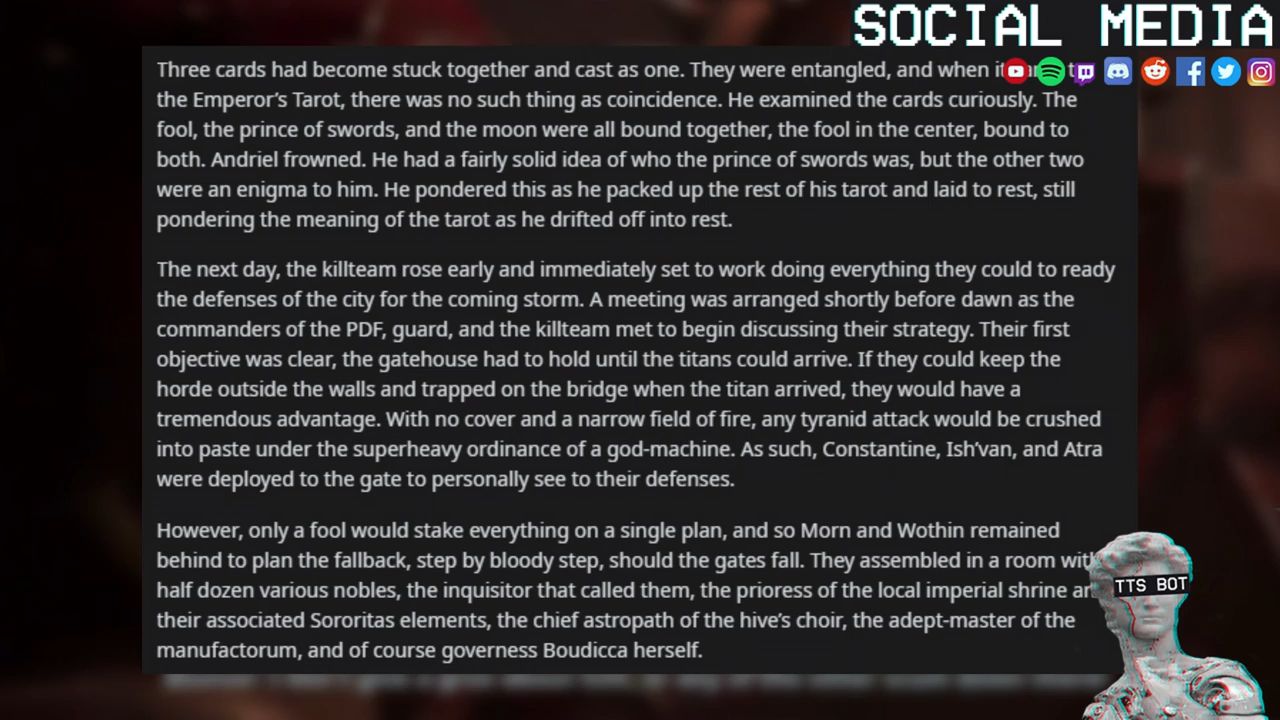 SOCIAL MEDIA
Three cards had become stuck together and cast as one. They were entangled, and when it
the Emperor's Tarot, there was no such thing as coincidence. He examined the cards curiously. The
fool, the prince of swords, and the moon were all bound together, the fool in the center, bound to
both. Andriel frowned. He had a fairly solid idea of who the prince of swords was, but the other two
were an enigma to him. He pondered this as he packed up the rest of his tarot and laid to rest, still
pondering the meaning of the tarot as he drifted off into rest.
The next day, the killteam rose early and immediately set to work doing everything they could to ready
the defenses of the city for the coming storm. A meeting was arranged shortly before dawn as the
commanders of the PDF, guard, and the killteam met to begin discussing their strategy. Their first
objective was clear, the gatehouse had to hold until the titans could arrive. If they could keep the
horde outside the walls and trapped on the bridge when the titan arrived, they would have a
tremendous advantage. With no cover and a narrow field of fire, any tyranid attack would be crushed
into paste under the superheavy ordinance of a god-machine. As such, Constantine, Ish'van, and Atra
were deployed to the gate to personally see to their defenses.
However, only a fool would stake everything on a single plan, and so Morn and Wothin remained
behind to plan the fallback, step by bloody step, should the gates fall. They assembled in a room with
half dozen various nobles, the inquisitor that called them, the prioress of the local imperial shrine
their associated Sororitas elements, the chief astropath of the hive's choir, the adept-master of the
manufactorum, and of course governess Boudicca herself.
TTS BOT